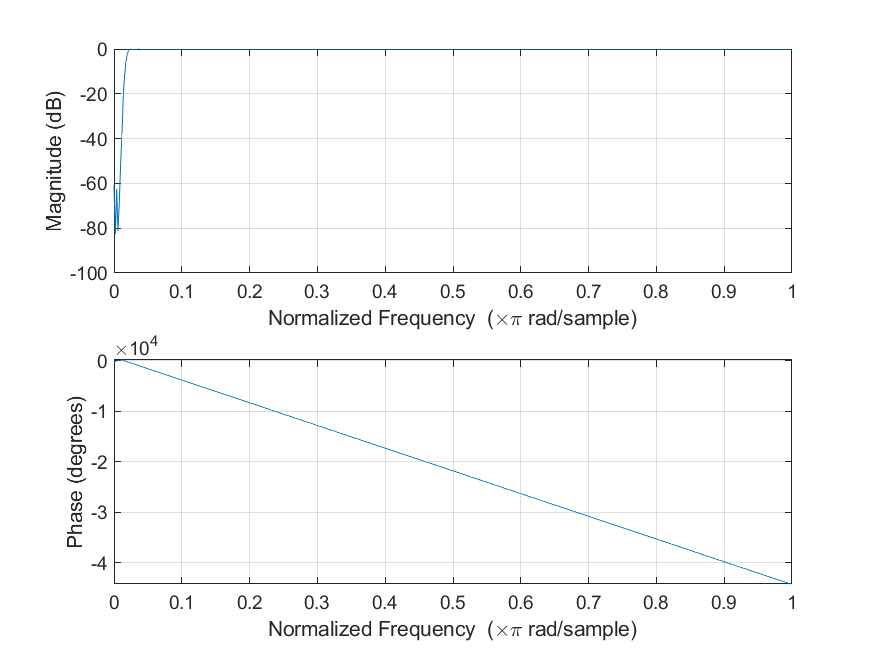 0
-20
-40
-60
-80
-100
Magnitude (dB)
0 0.1 0.2 0.3 0.4 0.5 0.6 0.7 0.8 0.9 1
Normalized Frequency (×π rad/sample)
×10⁴
0
-1
-2
-3
-4
Phase (degrees)
0 0.1 0.2 0.3 0.4 0.5 0.6 0.7 0.8 0.9 1
Normalized Frequency (×π rad/sample)